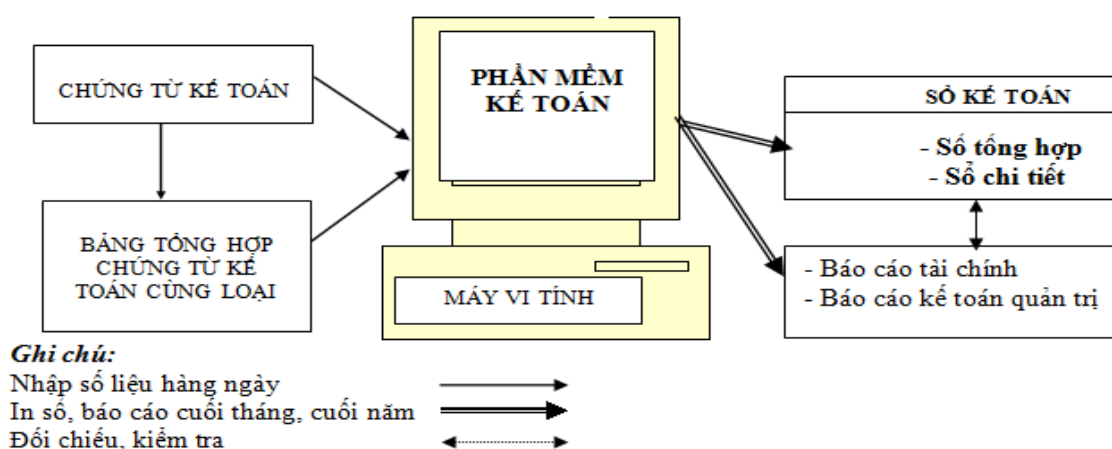 CHỨNG TỪ KẾ TOÁN
BẢNG TỔNG HỢP
CHỨNG TỪ KẾ
TOÁN CÙNG LOẠI
PHẦN MỀM
KẾ TOÁN
MÁY VI TÍNH
SỔ KẾ TOÁN
- Sổ tổng hợp
- Sổ chi tiết
- Báo cáo tài chính
- Báo cáo kế toán quản trị
Ghi chú:
Nhập số liệu hàng ngày
In sổ, báo cáo cuối tháng, cuối năm
Đối chiếu, kiểm tra